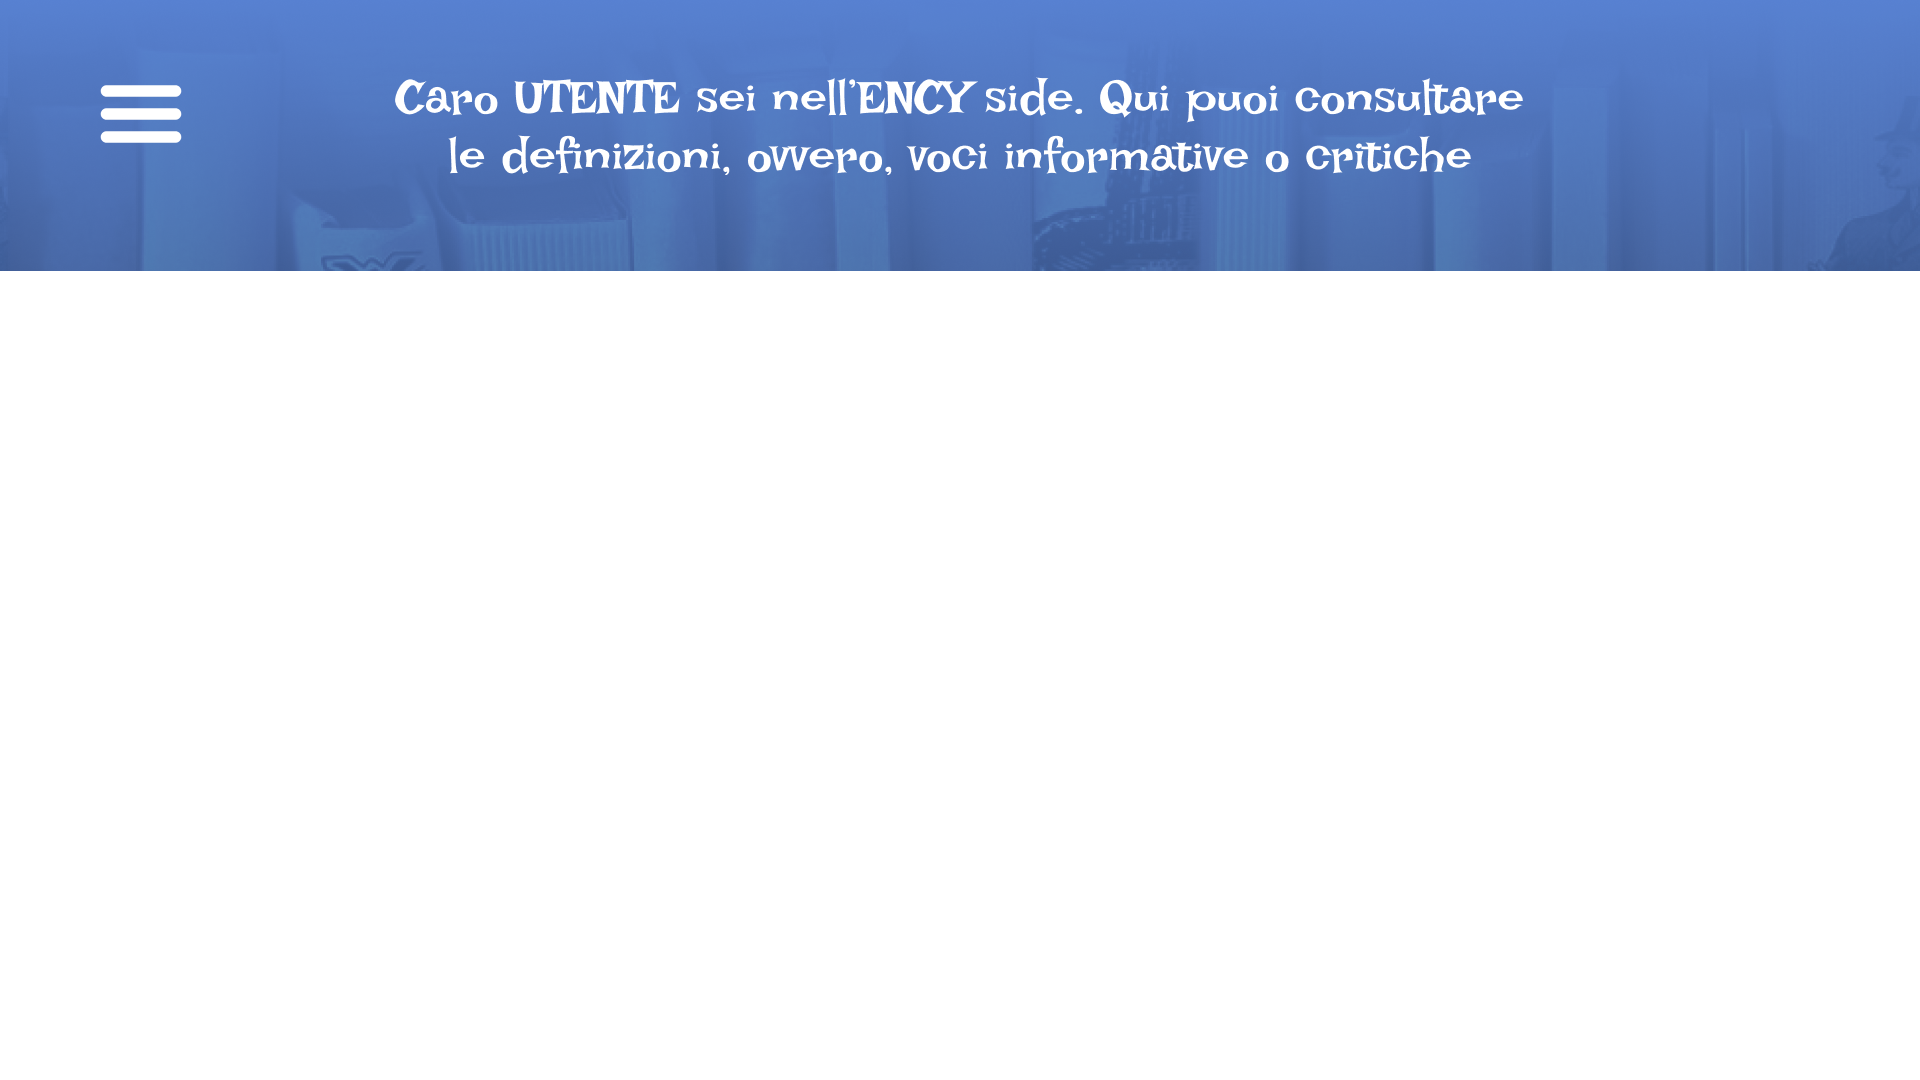 Caro UTENTE sei nell'ENCY side. Qui puoi consultare
le definizioni, ovvero, voci informative o critiche